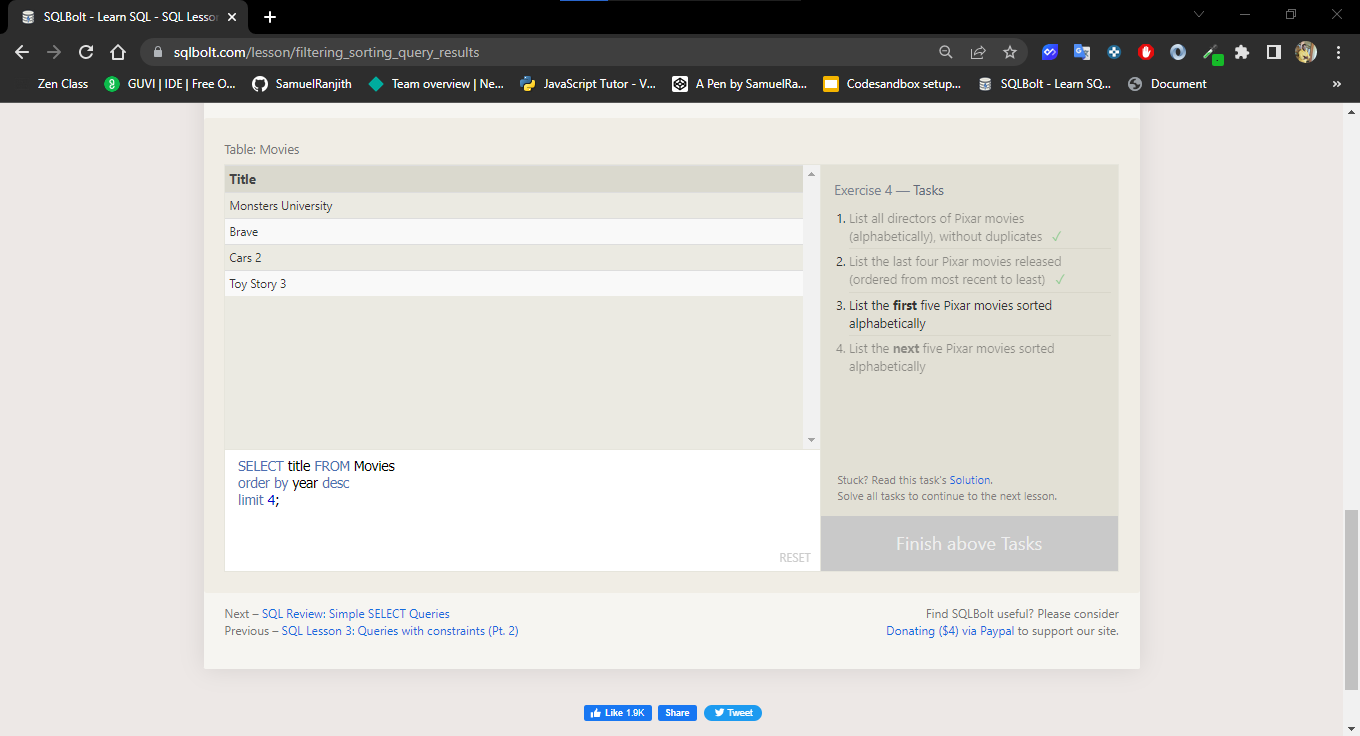 SQLBolt - Learn SQL - SQL Lesson
sqlbolt.com/lesson/filtering_sorting_query_results
Zen Class
GUVI | IDE | Free O...
SamuelRanjith
Team overview | Ne...
JavaScript Tutor - V...
A Pen by SamuelRa...
Codesandbox setup...
SQLBolt - Learn SQ...
Document
»
Table: Movies
Title
Monsters University
Brave
Cars 2
Toy Story 3
SELECT title FROM Movies
order by year desc
limit 4;
RESET
Exercise 4 — Tasks
1. List all directors of Pixar movies
(alphabetically), without duplicates ✓
2. List the last four Pixar movies released
(ordered from most recent to least) ✓
3. List the first five Pixar movies sorted
alphabetically
4. List the next five Pixar movies sorted
alphabetically
Stuck? Read this task's Solution.
Solve all tasks to continue to the next lesson.
Finish above Tasks
Next – SQL Review: Simple SELECT Queries
Previous – SQL Lesson 3: Queries with constraints (Pt. 2)
Find SQLBolt useful? Please consider
Donating ($4) via Paypal to support our site.
Like 1.9K
Share
Tweet